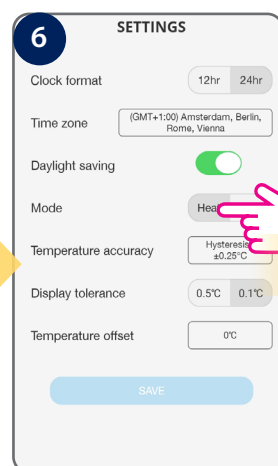 6
SETTINGS
Clock format 12hr 24hr
Time zone (GMT+1:00) Amsterdam, Berlin,
Rome, Vienna
Daylight saving
Mode
Temperature accuracy Hysteresis
±0.25°C
Display tolerance 0.5°C 0.1°C
Temperature offset 0°C
SAVE